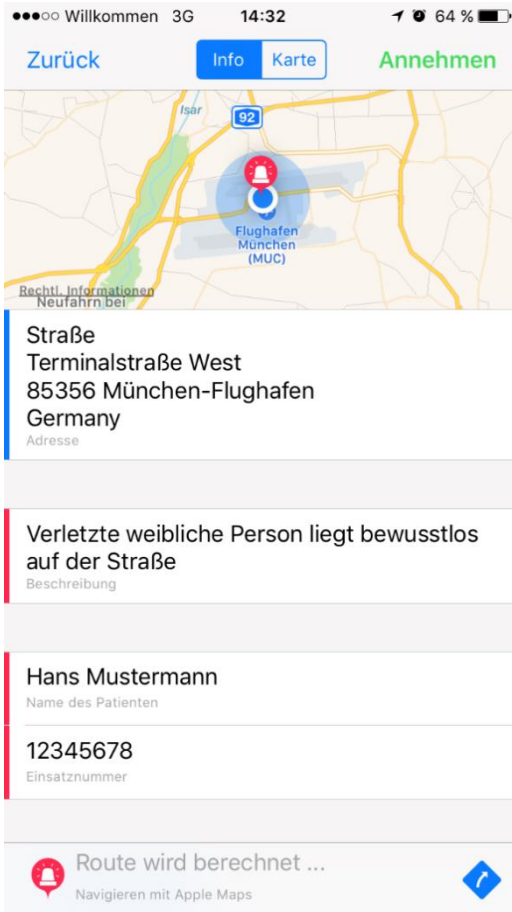 Willkommen 3G 14:32 64 %
Zurück Info Karte Annehmen
Isar
92
Flughafen
München
(MUC)
Rechtl. Informationen
Neufahrn bei
Straße
Terminalstraße West
85356 München-Flughafen
Germany
Adresse
Verletzte weibliche Person liegt bewusstlos
auf der Straße
Beschreibung
Hans Mustermann
Name des Patienten
12345678
Einsatznummer
Route wird berechnet ...
Navigieren mit Apple Maps